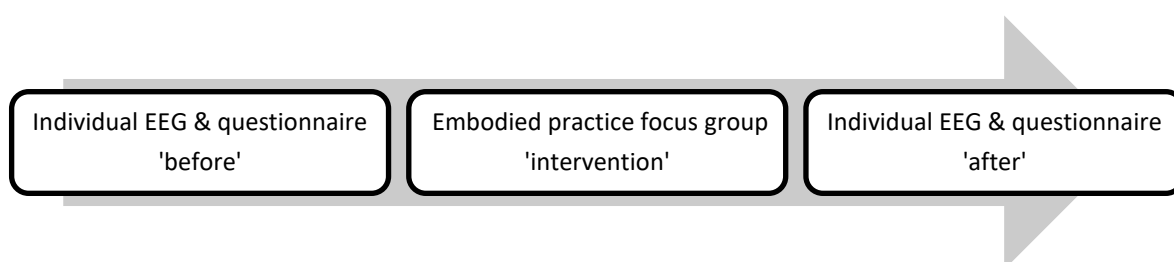 Individual EEG & questionnaire
'before'
Embodied practice focus group
'intervention'
Individual EEG & questionnaire
'after'